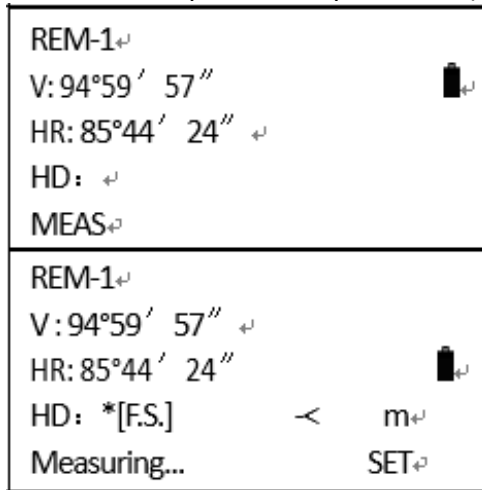 REM-1↵
V: 94°59′ 57″ ↵
HR: 85°44′ 24″ ↵
HD: ↵
MEAS↵
REM-1↵
V : 94°59′ 57″ ↵
HR: 85°44′ 24″ ↵
HD: *[F.S.] -< m↵
Measuring... SET↵